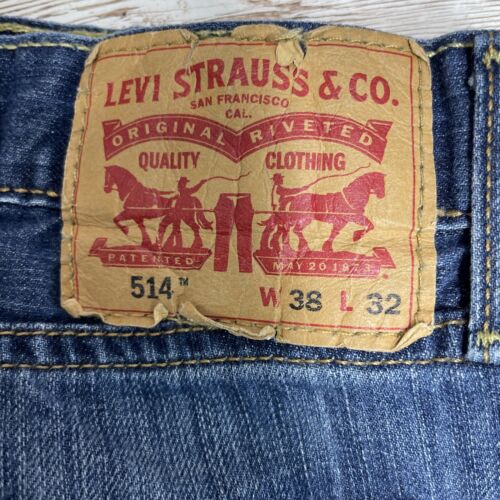 LEVI STRAUSS & CO.
SAN FRANCISCO
CAL.
ORIGINAL RIVETED
QUALITY CLOTHING
PATENTED MAY 20 1873
514™ W 38 L 32